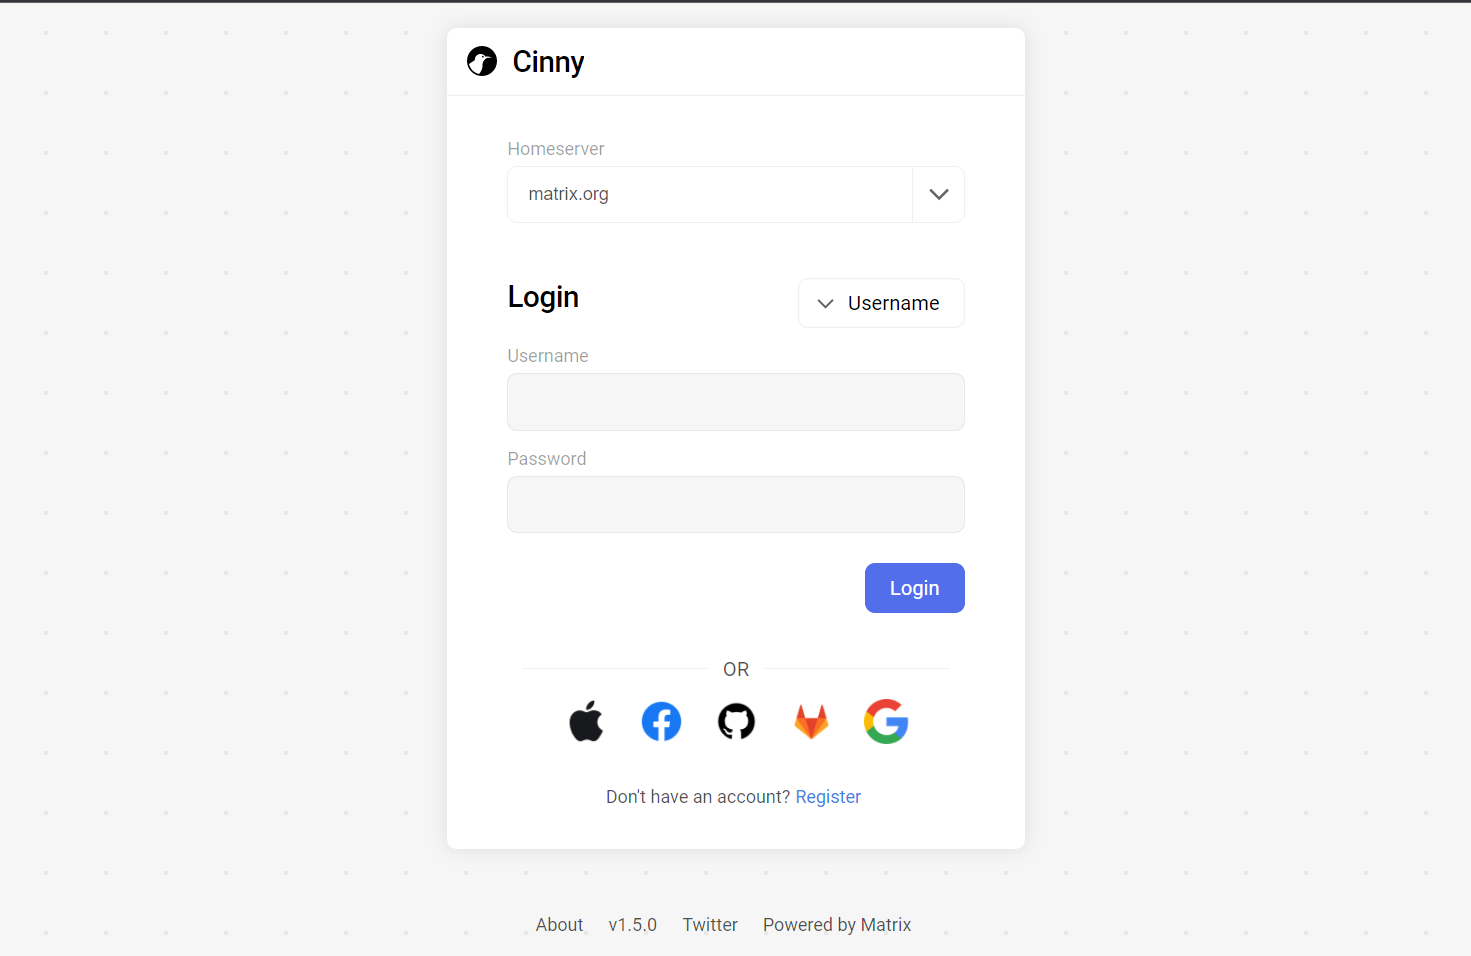 Cinny
Homeserver
matrix.org
Login
Username
Username
Password
Login
OR
Don't have an account? Register
About v1.5.0 Twitter Powered by Matrix